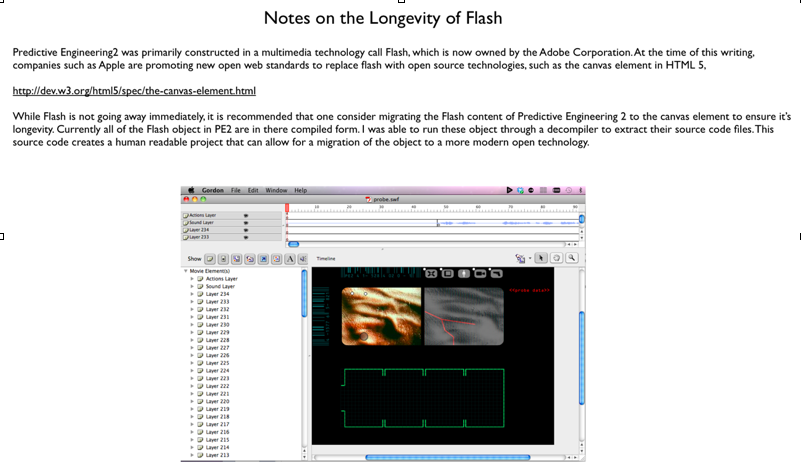 Notes on the Longevity of Flash
Predictive Engineering2 was primarily constructed in a multimedia technology call Flash, which is now owned by the Adobe Corporation. At the time of this writing,
companies such as Apple are promoting new open web standards to replace flash with open source technologies, such as the canvas element in HTML 5,
http://dev.w3.org/html5/spec/the-canvas-element.html
While Flash is not going away immediately, it is recommended that one consider migrating the Flash content of Predictive Engineering 2 to the canvas element to ensure it's
longevity. Currently all of the Flash object in PE2 are in there compiled form. I was able to run these object through a decompiler to extract their source code files. This
source code creates a human readable project that can allow for a migration of the object to a more modern open technology.
Gordon File Edit Window Help
probe.swf
10 20 30 40 50 60 70 80 90
Actions Layer
Sound Layer
Layer 234
Layer 233
Show Timeline
Movie Element(s)
Actions Layer
Sound Layer
Layer 234
Layer 233
Layer 232
Layer 231
Layer 230
Layer 229
Layer 228
Layer 227
Layer 226
Layer 225
Layer 224
Layer 223
Layer 222
Layer 221
Layer 220
Layer 219
Layer 218
Layer 217
Layer 216
Layer 215
Layer 214
Layer 213